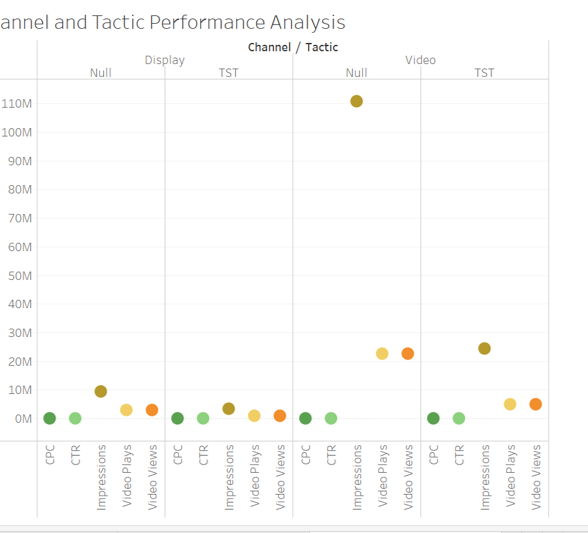 annel and Tactic Performance Analysis
Channel / Tactic
Display Video
Null TST Null TST
110M
100M
90M
80M
70M
60M
50M
40M
30M
20M
10M
0M
CPC CTR Impressions Video Plays Video Views CPC CTR Impressions Video Plays Video Views CPC CTR Impressions Video Plays Video Views CPC CTR Impressions Video Plays Video Views